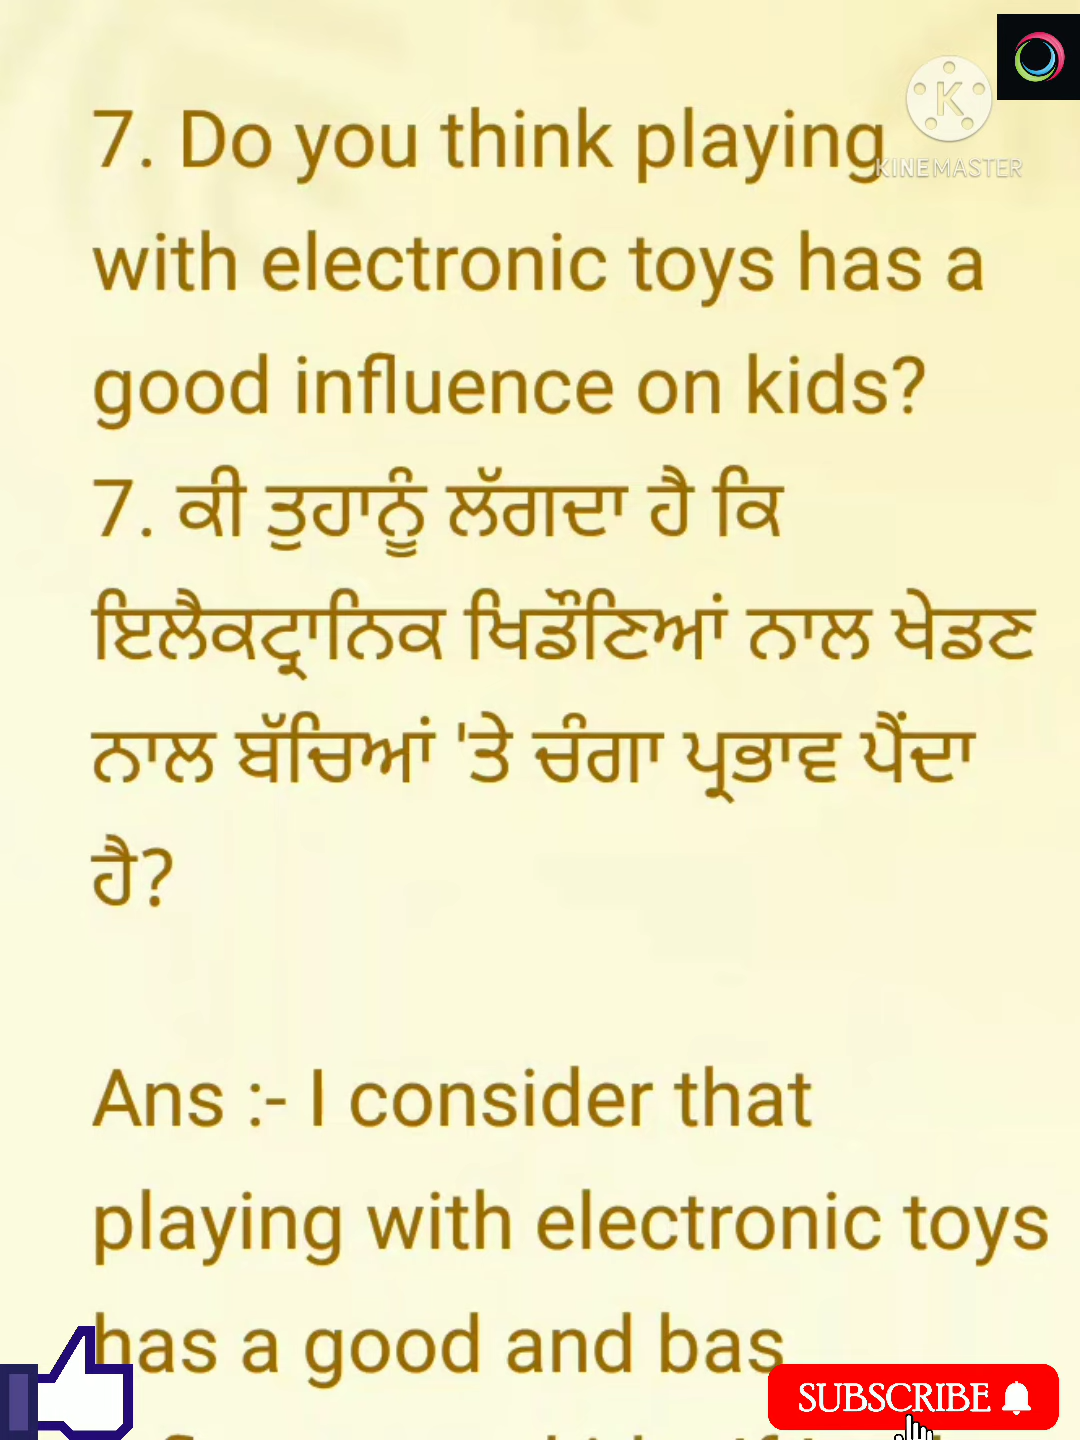 7. Do you think playing
KINEMASTER
with electronic toys has a
good influence on kids?
7. ਕੀ ਤੁਹਾਨੂੰ ਲੱਗਦਾ ਹੈ ਕਿ
ਇਲੈਕਟ੍ਰਾਨਿਕ ਖਿਡੌਣਿਆਂ ਨਾਲ ਖੇਡਣ
ਨਾਲ ਬੱਚਿਆਂ 'ਤੇ ਚੰਗਾ ਪ੍ਰਭਾਵ ਪੈਂਦਾ
ਹੈ?
Ans :- I consider that
playing with electronic toys
has a good and bas
SUBSCRIBE